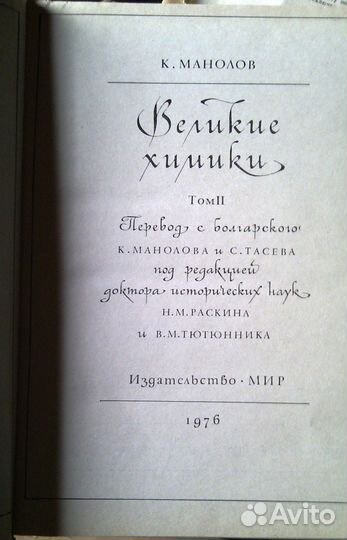 К. МАНОЛОВ
Великие
химики
Том II
Перевод с болгарского
К. МАНОЛОВА и С. ТАСЕВА
под редакцией
доктора исторических наук
Н.М. РАСКИНА
и В.М. ТЮТЮННИКА
Издательство · МИР
1976
Avito